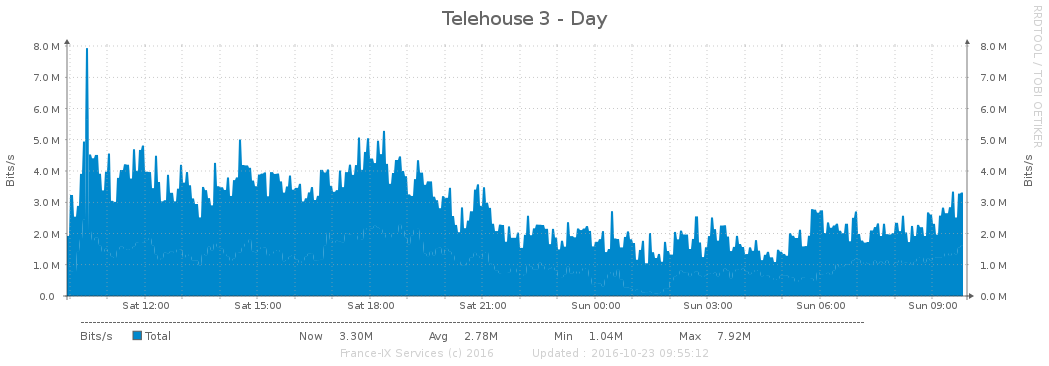 Telehouse 3 - Day
RRDTOOL / TOBI OETIKER
Bits/s
8.0 M 8.0 M
7.0 M 7.0 M
6.0 M 6.0 M
5.0 M 5.0 M
4.0 M 4.0 M
3.0 M 3.0 M
2.0 M 2.0 M
1.0 M 1.0 M
0.0 0.0 M
Bits/s
Sat 12:00 Sat 15:00 Sat 18:00 Sat 21:00 Sun 00:00 Sun 03:00 Sun 06:00 Sun 09:00
Bits/s Total Now 3.30M Avg 2.78M Min 1.04M Max 7.92M
France-IX Services (c) 2016 Updated : 2016-10-23 09:55:12